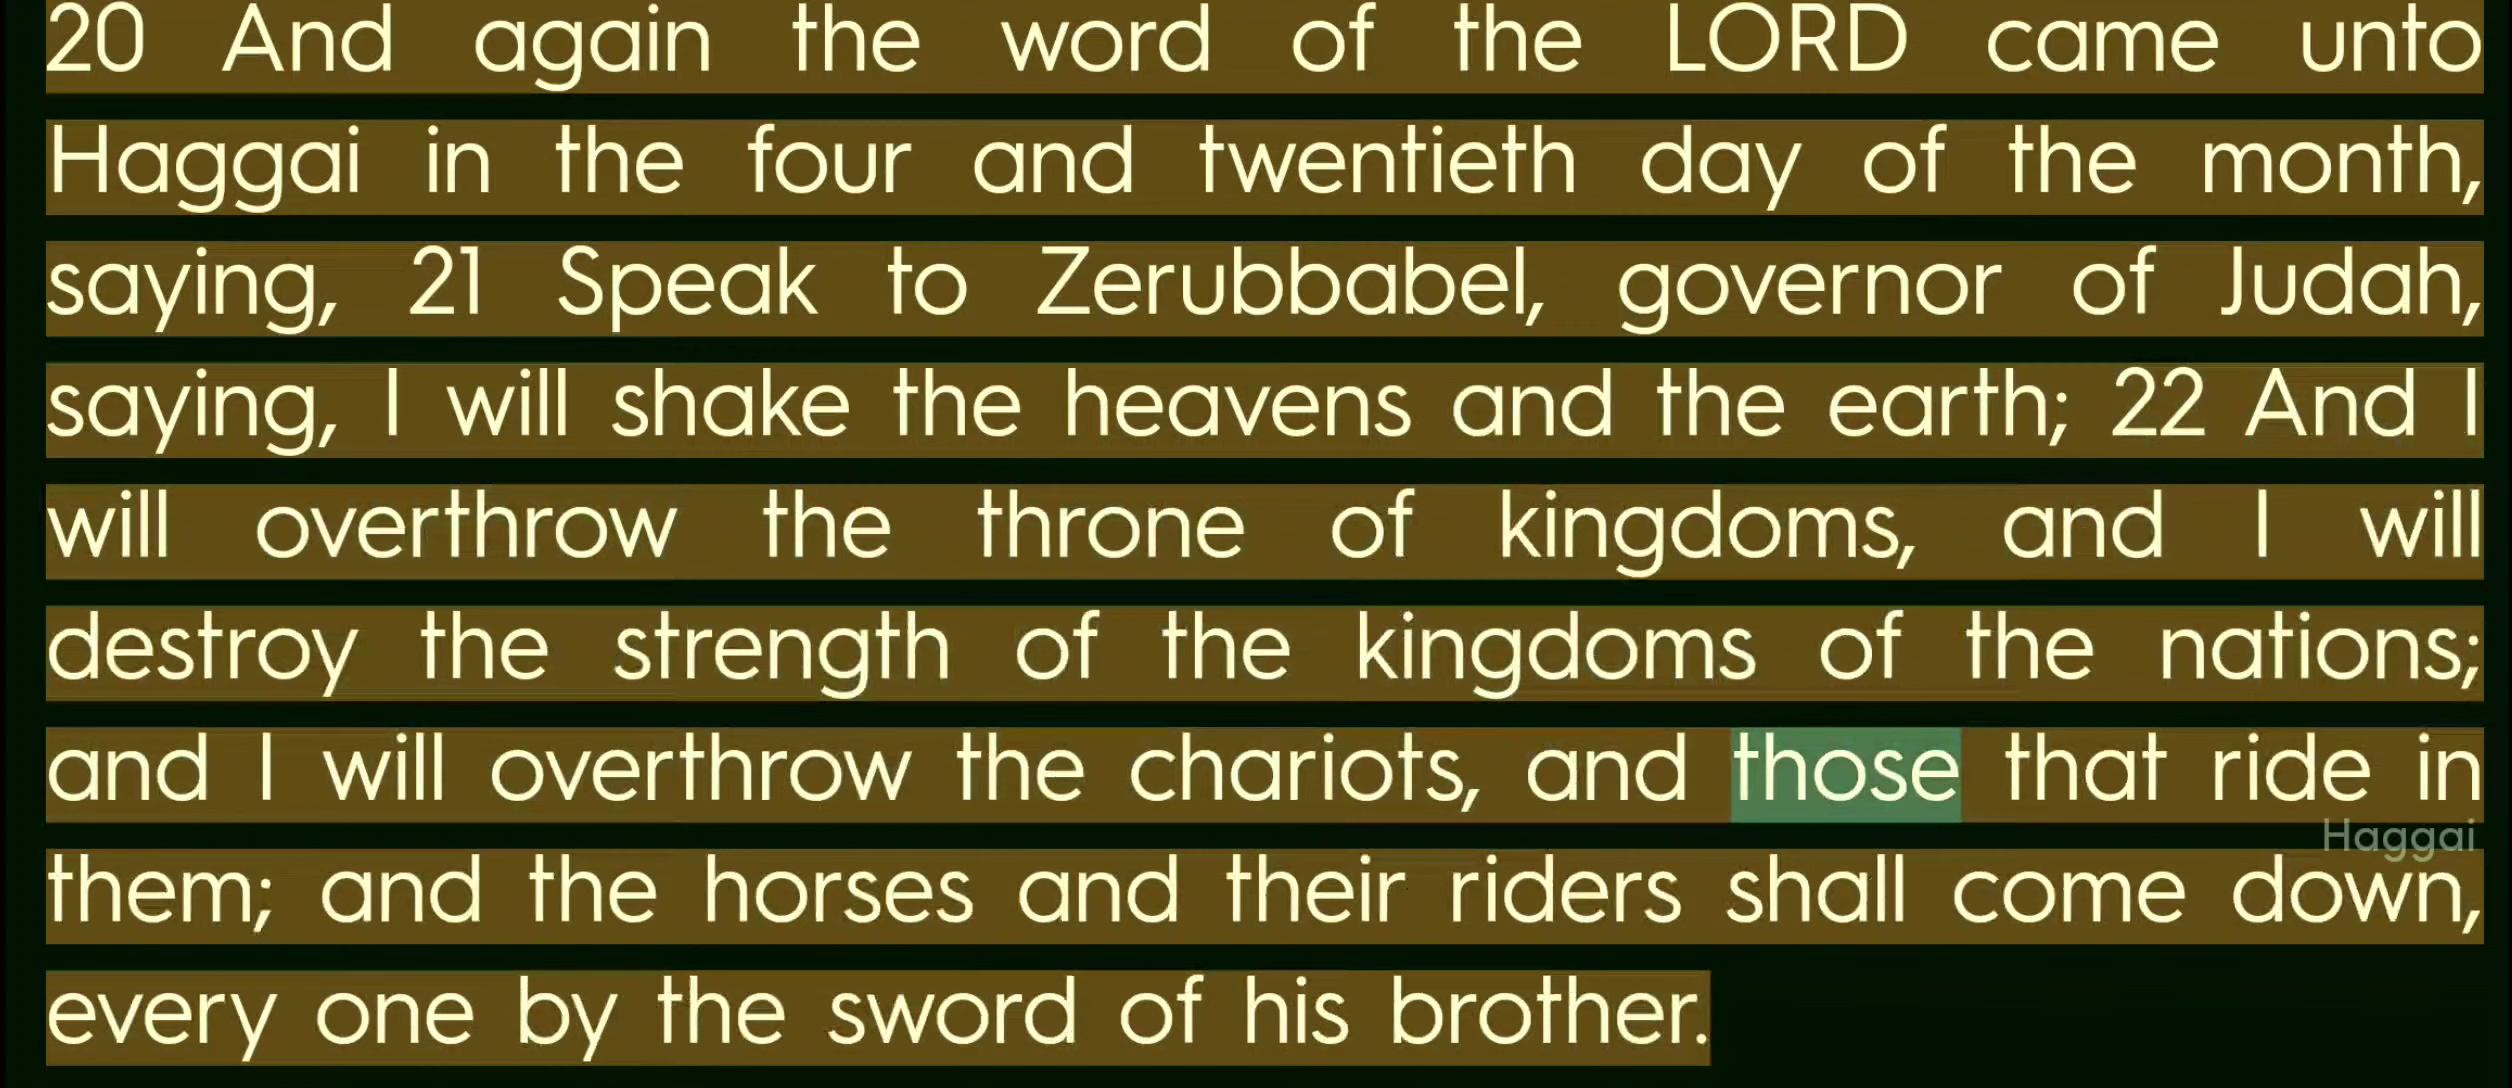 20 And again the word of the LORD came unto
Haggai in the four and twentieth day of the month,
saying, 21 Speak to Zerubbabel, governor of Judah,
saying, I will shake the heavens and the earth; 22 And I
will overthrow the throne of kingdoms, and I will
destroy the strength of the kingdoms of the nations;
and I will overthrow the chariots, and those that ride in
Haggai
them; and the horses and their riders shall come down,
every one by the sword of his brother.